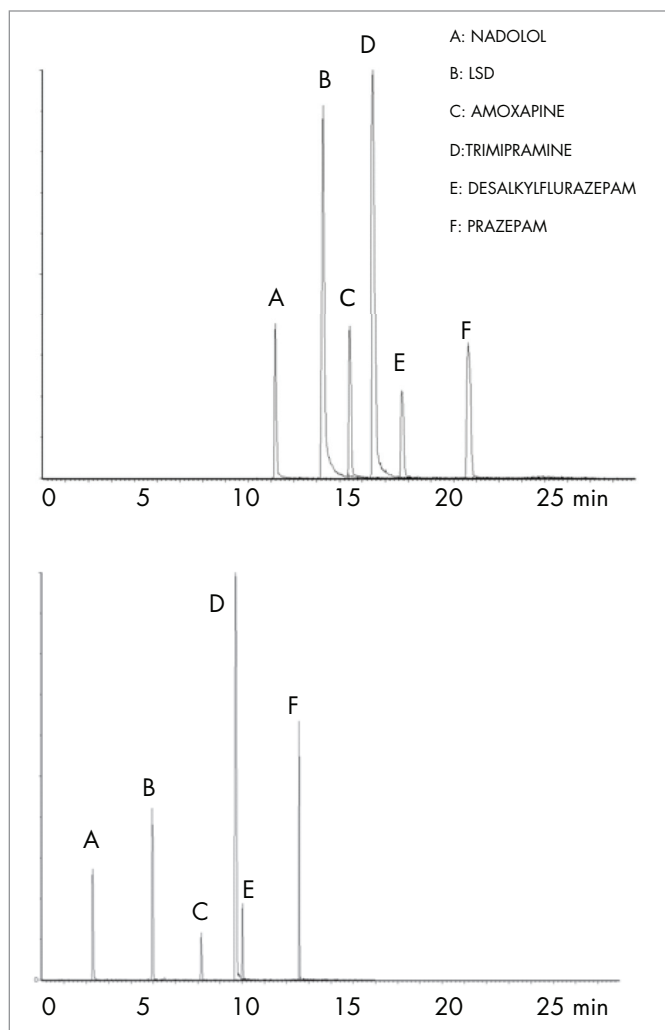 A: NADOLOL
B: LSD
C: AMOXAPINE
D:TRIMIPRAMINE
E: DESALKYLFLURAZEPAM
F: PRAZEPAM
D
B
A
C
E
F
0 5 10 15 20 25 min
D
F
B
A
C
E
0
0 5 10 15 20 25 min